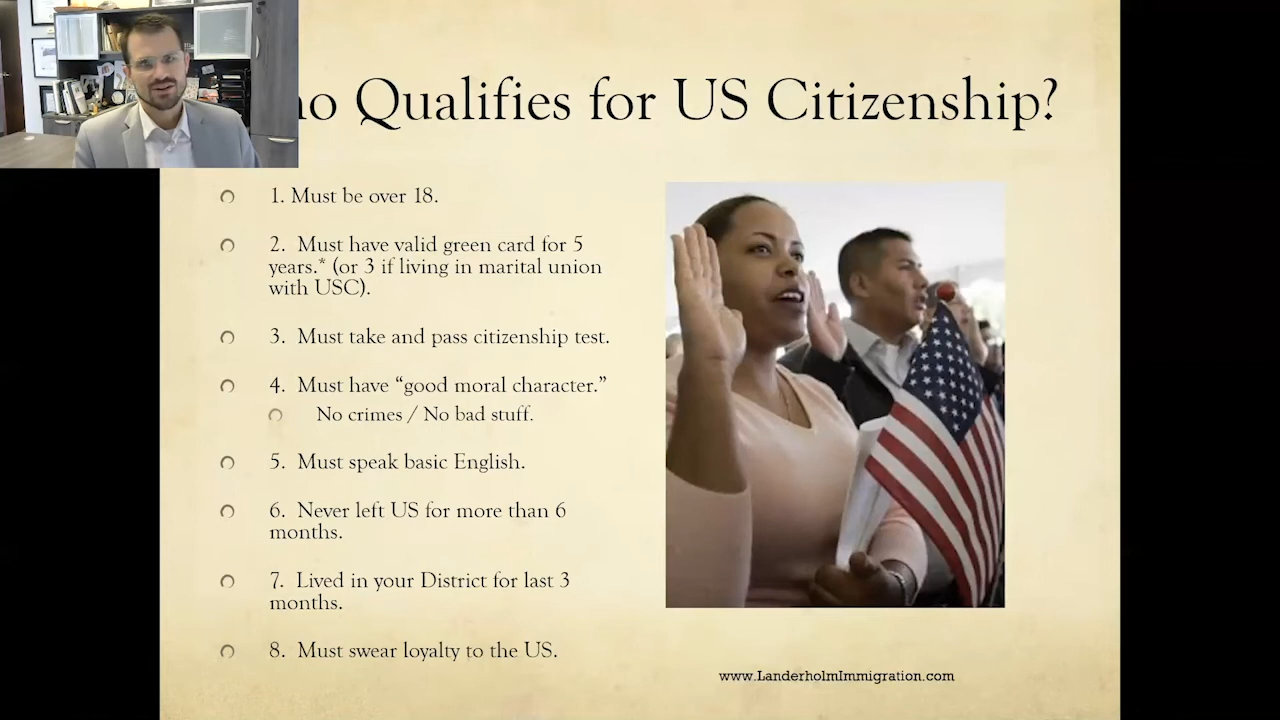 ho Qualifies for US Citizenship?
1. Must be over 18.
2. Must have valid green card for 5
years.* (or 3 if living in marital union
with USC).
3. Must take and pass citizenship test.
4. Must have “good moral character.”
No crimes / No bad stuff.
5. Must speak basic English.
6. Never left US for more than 6
months.
7. Lived in your District for last 3
months.
8. Must swear loyalty to the US.
www.LanderholmImmigration.com